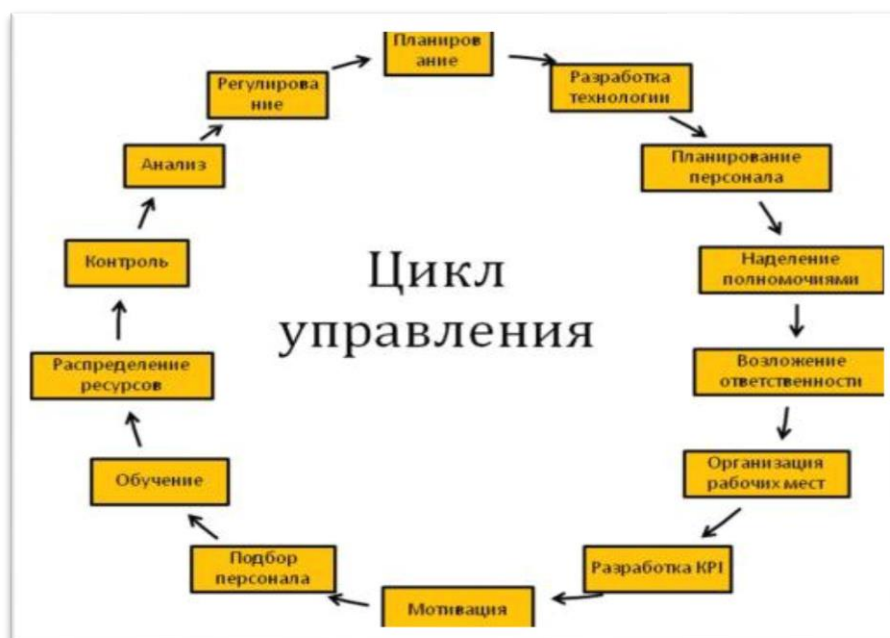 Планиров
ание
Разработка
технологии
Планирование
персонала
Наделение
полномочиями
Возложение
ответственности
Организация
рабочих мест
Разработка KPI
Мотивация
Подбор
персонала
Обучение
Распределение
ресурсов
Контроль
Анализ
Регулирова
ние
Цикл
управления